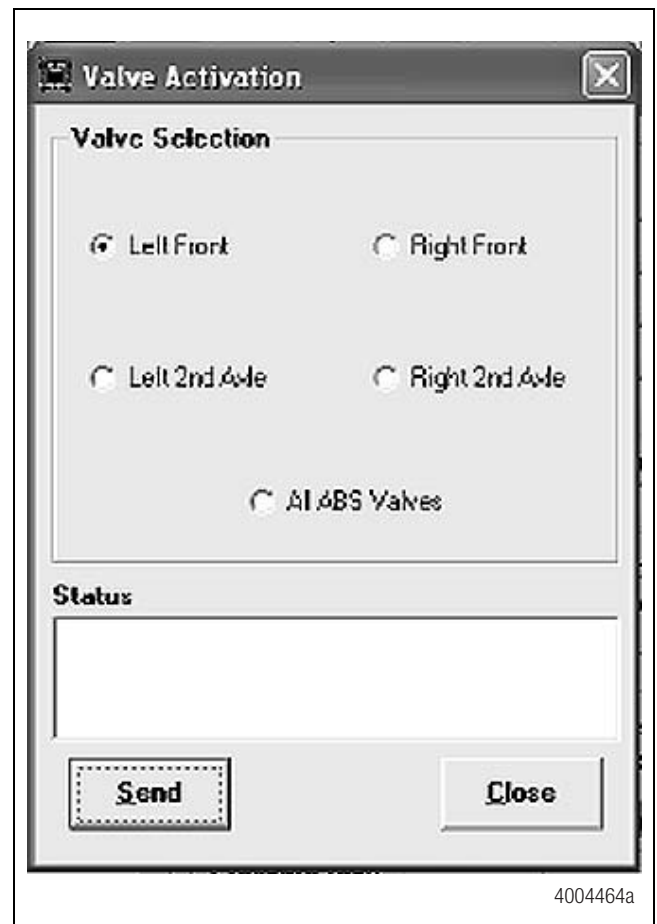 Valve Activation
Valve Selection
Left Front Right Front
Left 2nd Axle Right 2nd Axle
All ABS Valves
Status
Send Close
4004464a